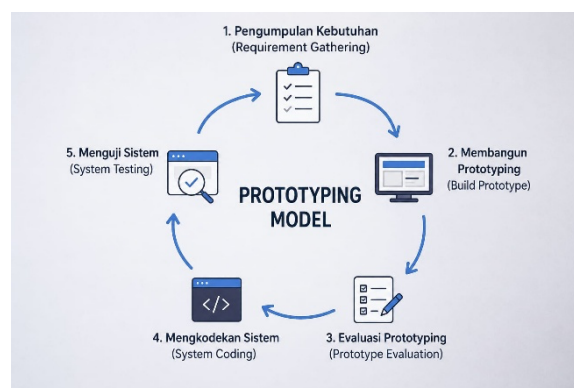 1. Pengumpulan Kebutuhan
(Requirement Gathering)
2. Membangun
Prototyping
(Build Prototype)
3. Evaluasi Prototyping
(Prototype Evaluation)
4. Mengkodekan Sistem
(System Coding)
5. Menguji Sistem
(System Testing)
PROTOTYPING
MODEL